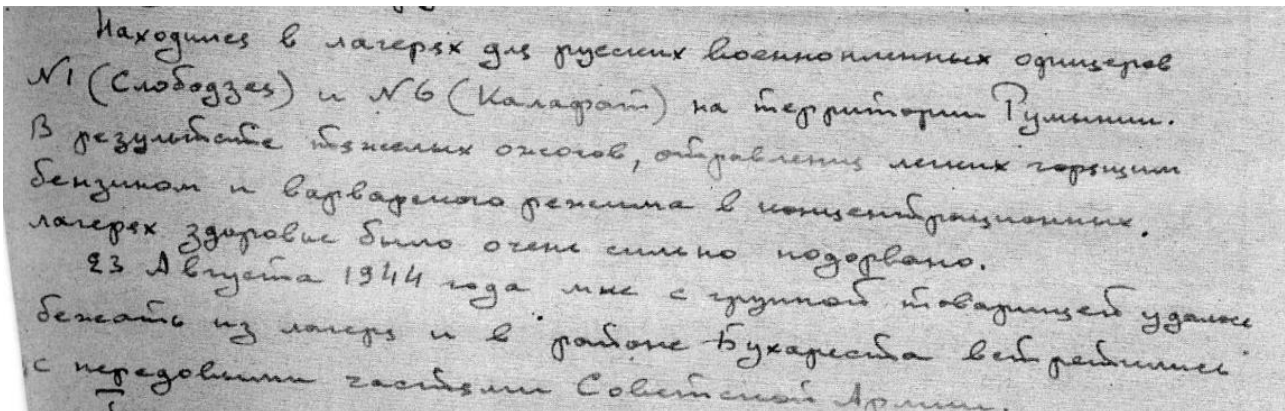 Находился в лагерях для русских военнопленных офицеров
№1 (Слободзея) и №6 (Калафат) на территории Румынии.
В результате тяжелых ожогов, отравления легких горящим
бензином и варварского режима в концентрационных
лагерях здоровье было очень сильно подорвано.
23 Августа 1944 года мне с группой товарищей удалось
бежать из лагеря и в районе Бухареста встретились
с передовыми частями Советской Армии.